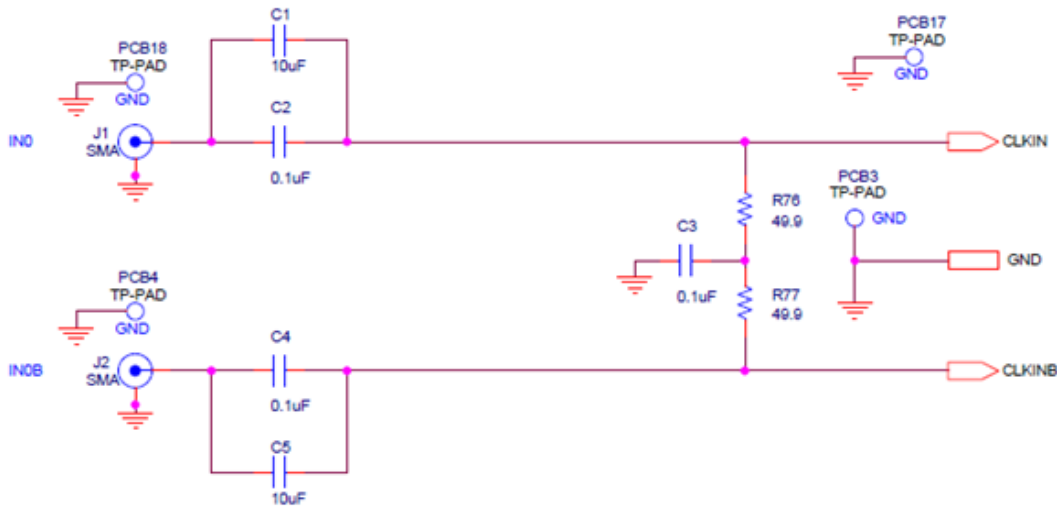 C1
10uF
PCB18
TP-PAD
GND
PCB17
TP-PAD
GND
C2
0.1uF
IN0
J1
SMA
CLKIN
PCB3
TP-PAD
GND
R76
49.9
C3
0.1uF
GND
R77
49.9
PCB4
TP-PAD
GND
C4
0.1uF
IN0B
J2
SMA
CLKINB
C5
10uF